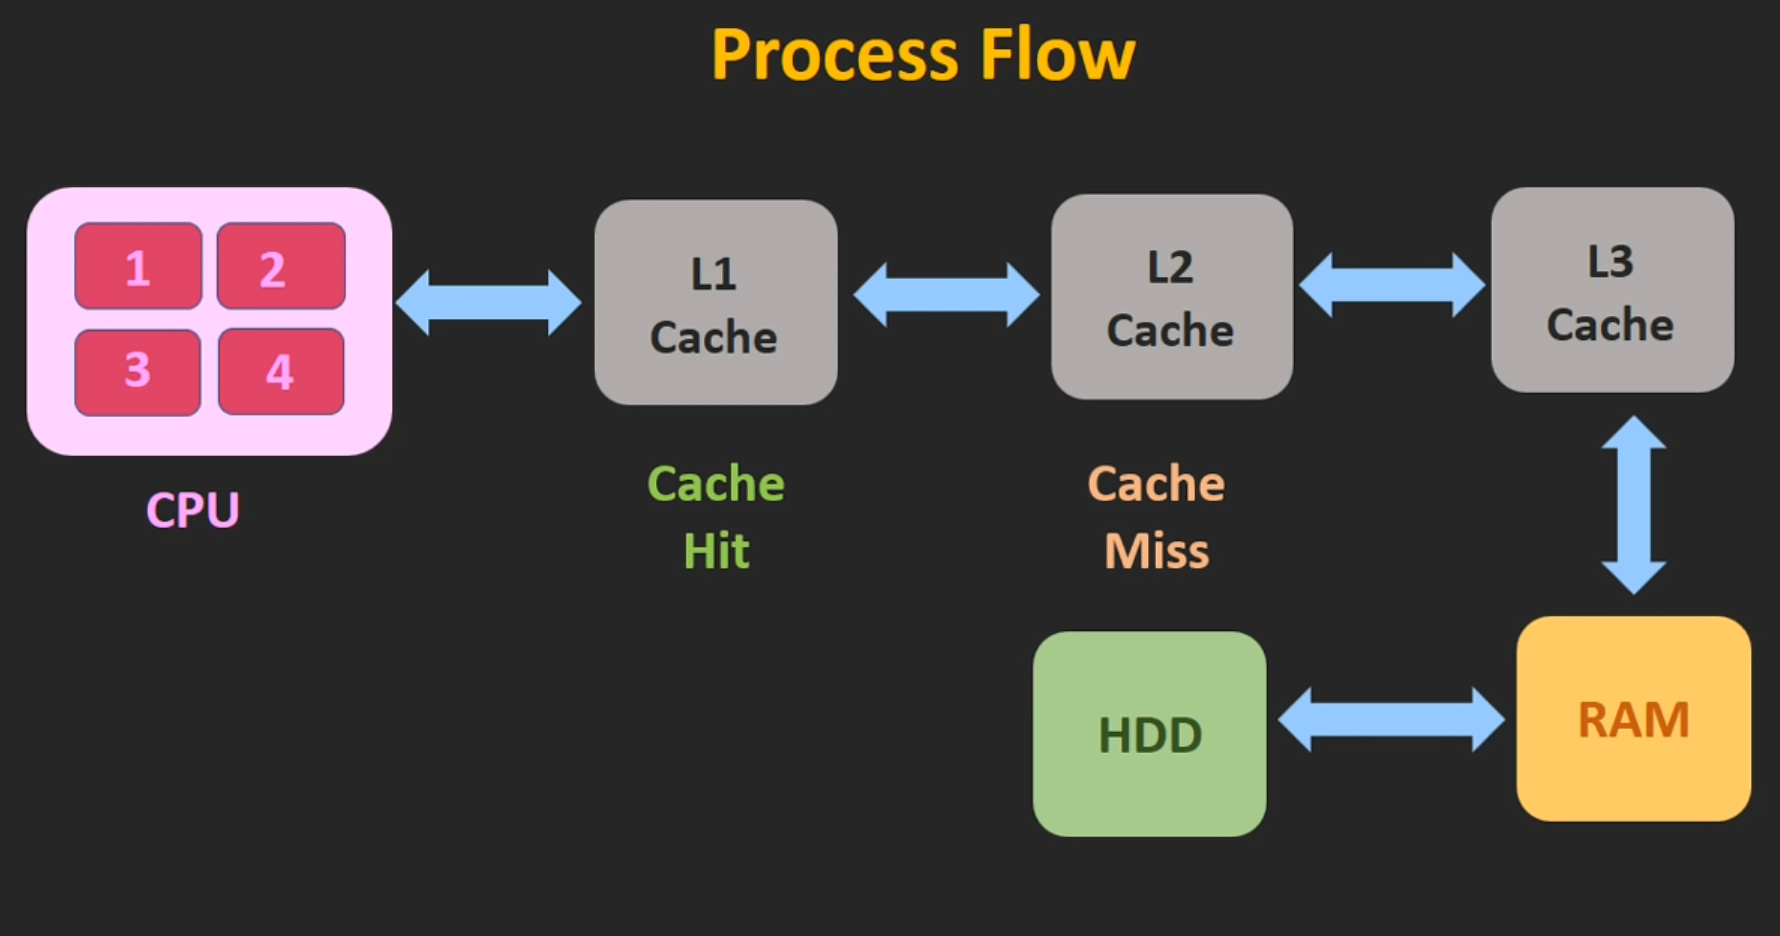 Process Flow
1 2
3 4
CPU
L1
Cache
L2
Cache
L3
Cache
Cache
Hit
Cache
Miss
HDD
RAM